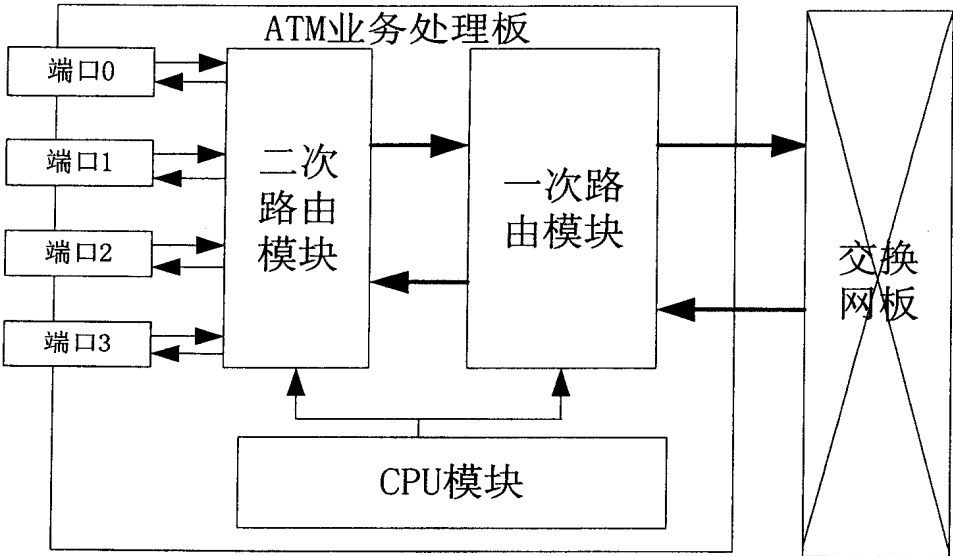 ATM业务处理板
端口0
端口1
端口2
端口3
二次
路由
模块
一次路
由模块
交换
网板
CPU模块